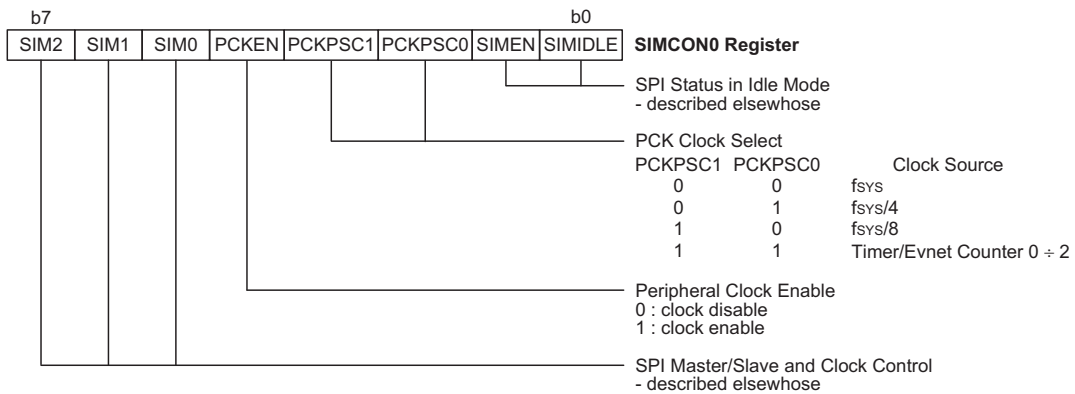 b7 b0
SIM2 SIM1 SIM0 PCKEN PCKPSC1 PCKPSC0 SIMEN SIMIDLE SIMCON0 Register
SPI Status in Idle Mode
- described elsewhose
PCK Clock Select
PCKPSC1 PCKPSC0 Clock Source
0 0 fSYS
0 1 fSYS/4
1 0 fSYS/8
1 1 Timer/Evnet Counter 0 ÷ 2
Peripheral Clock Enable
0 : clock disable
1 : clock enable
SPI Master/Slave and Clock Control
- described elsewhose